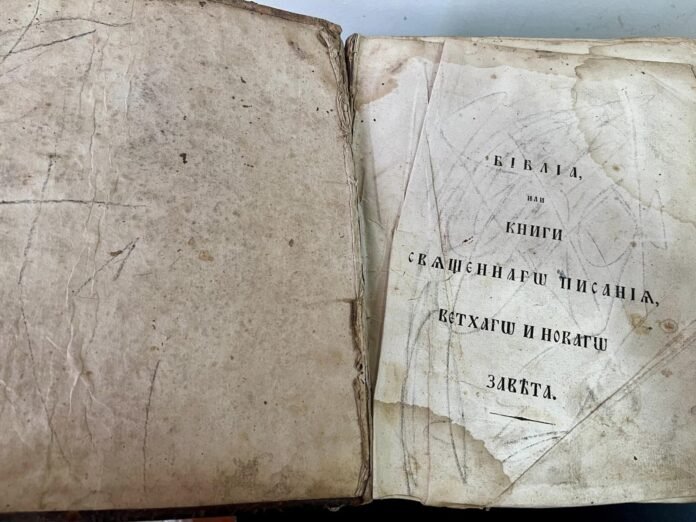 БІБЛІА,
или
КНИГИ
СВѦЩЕННАГѠ ПИСАНІѦ,
ВЕТХАГѠ И НОВАГѠ
ЗАВѢТА.